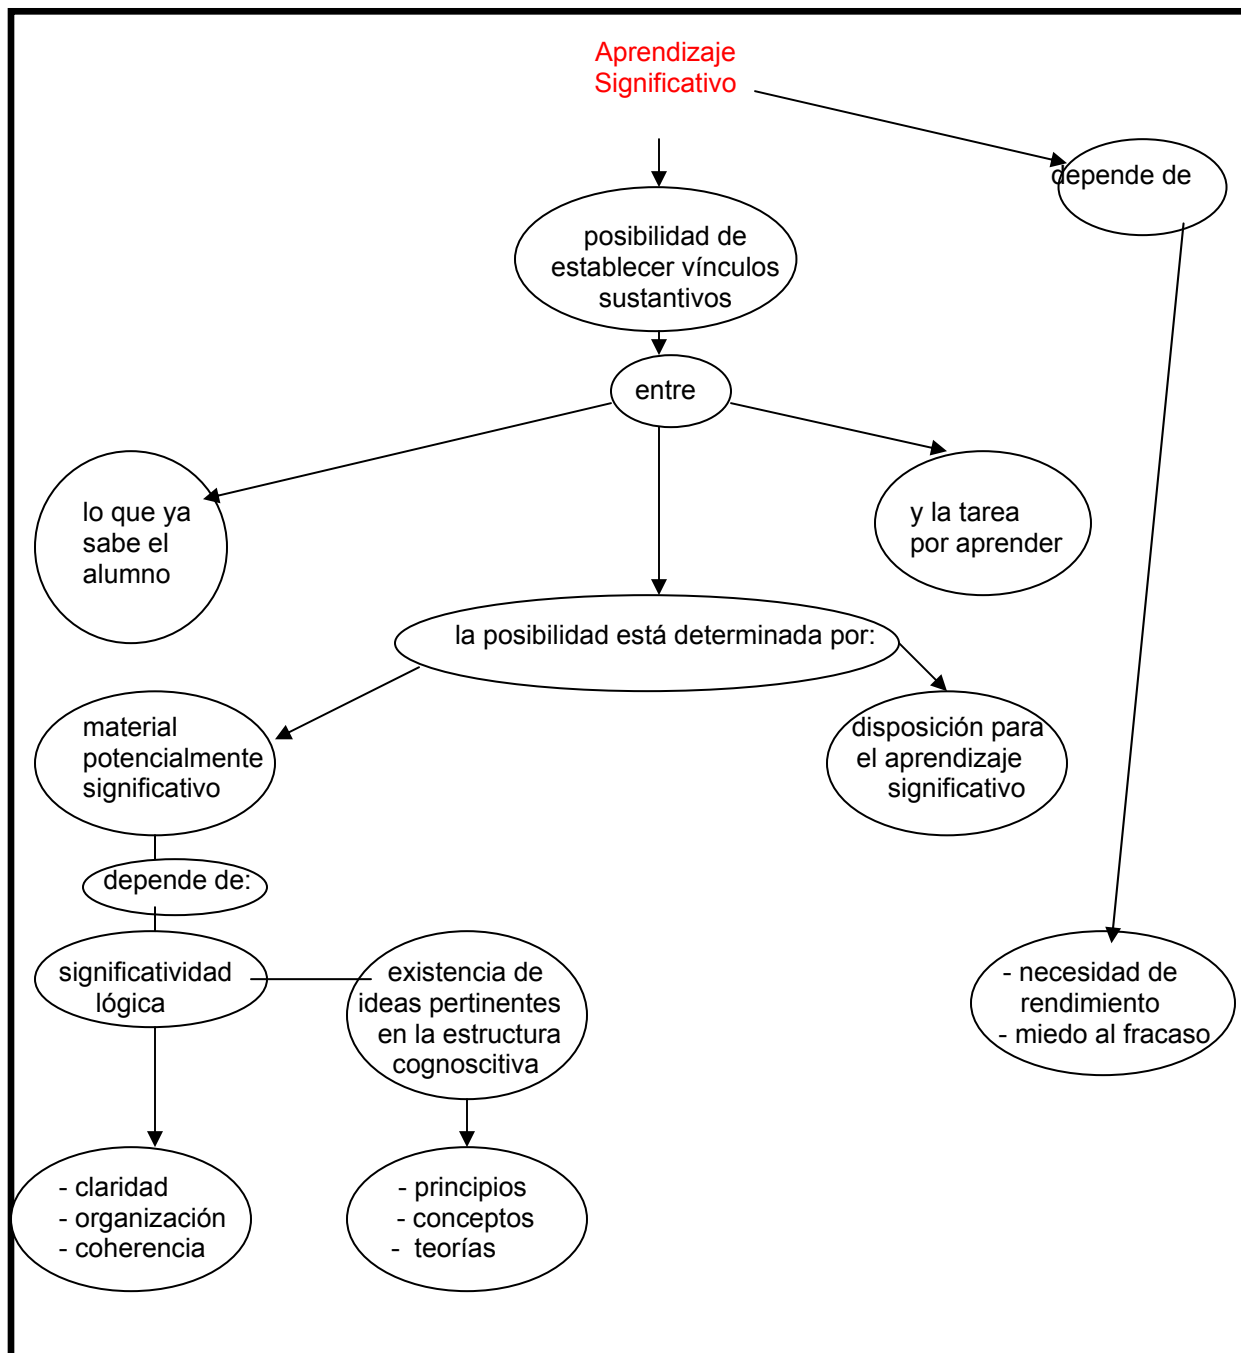 Aprendizaje
Significativo
depende de
posibilidad de
establecer vínculos
sustantivos
entre
lo que ya
sabe el
alumno
y la tarea
por aprender
la posibilidad está determinada por:
material
potencialmente
significativo
disposición para
el aprendizaje
significativo
depende de:
significatividad
lógica
existencia de
ideas pertinentes
en la estructura
cognoscitiva
- necesidad de
rendimiento
- miedo al fracaso
- claridad
- organización
- coherencia
- principios
- conceptos
- teorías